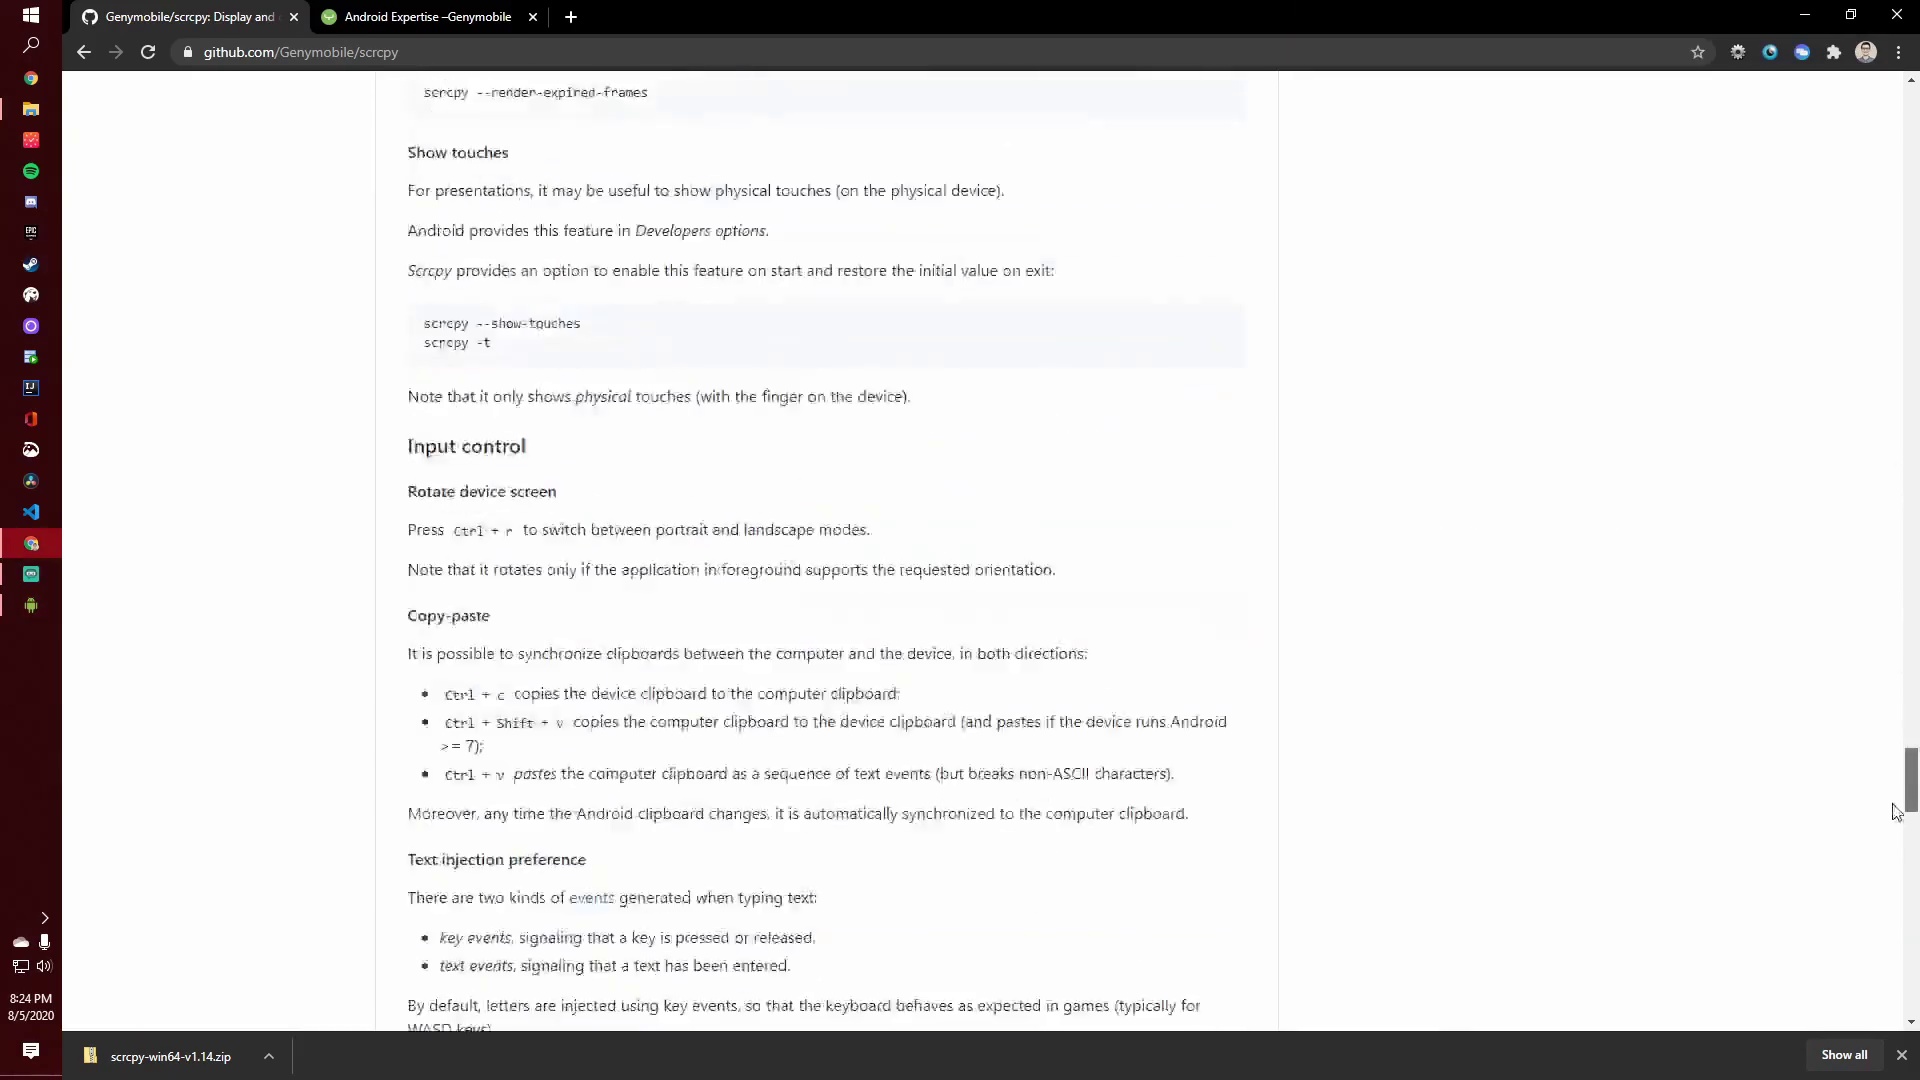 Genymobile/scrcpy: Display and
Android Expertise –Genymobile
github.com/Genymobile/scrcpy
scrcpy --render-expired-frames
Show touches
For presentations, it may be useful to show physical touches (on the physical device).
Android provides this feature in Developers options.
Scrcpy provides an option to enable this feature on start and restore the initial value on exit:
scrcpy --show-touches
scrcpy -t
Note that it only shows physical touches (with the finger on the device).
Input control
Rotate device screen
Press Ctrl + r to switch between portrait and landscape modes.
Note that it rotates only if the application in foreground supports the requested orientation.
Copy-paste
It is possible to synchronize clipboards between the computer and the device, in both directions:
Ctrl + c copies the device clipboard to the computer clipboard;
Ctrl + Shift + v copies the computer clipboard to the device clipboard (and pastes if the device runs Android
>= 7);
Ctrl + v pastes the computer clipboard as a sequence of text events (but breaks non-ASCII characters).
Moreover, any time the Android clipboard changes, it is automatically synchronized to the computer clipboard.
Text injection preference
There are two kinds of events generated when typing text:
key events, signaling that a key is pressed or released,
text events, signaling that a text has been entered.
By default, letters are injected using key events, so that the keyboard behaves as expected in games (typically for
WASD keys).
EPIC
IJ
8:24 PM
8/5/2020
scrcpy-win64-v1.14.zip
Show all